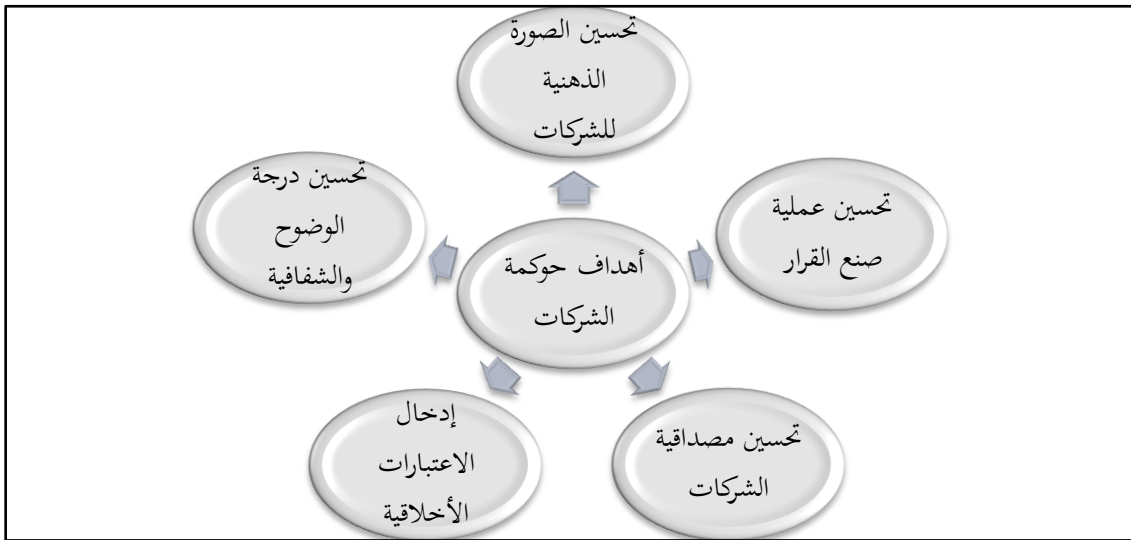 تحسين الصورة
الذهنية
للشركات
تحسين عملية
صنع القرار
تحسين مصداقية
الشركات
إدخال
الاعتبارات
الأخلاقية
تحسين درجة
الوضوح
والشفافية
أهداف حوكمة
الشركات